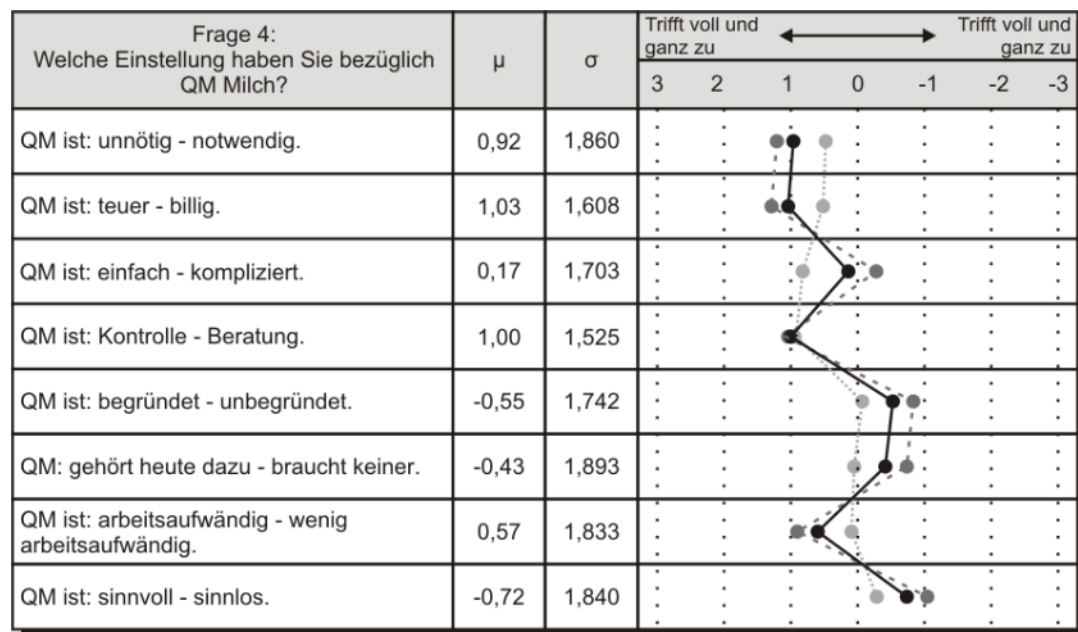 Frage 4:
Welche Einstellung haben Sie bezüglich
QM Milch?
μ
σ
Trifft voll und
ganz zu
Trifft voll und
ganz zu
3 2 1 0 -1 -2 -3
QM ist: unnötig - notwendig. 0,92 1,860
QM ist: teuer - billig. 1,03 1,608
QM ist: einfach - kompliziert. 0,17 1,703
QM ist: Kontrolle - Beratung. 1,00 1,525
QM ist: begründet - unbegründet. -0,55 1,742
QM: gehört heute dazu - braucht keiner. -0,43 1,893
QM ist: arbeitsaufwändig - wenig
arbeitsaufwändig. 0,57 1,833
QM ist: sinnvoll - sinnlos. -0,72 1,840